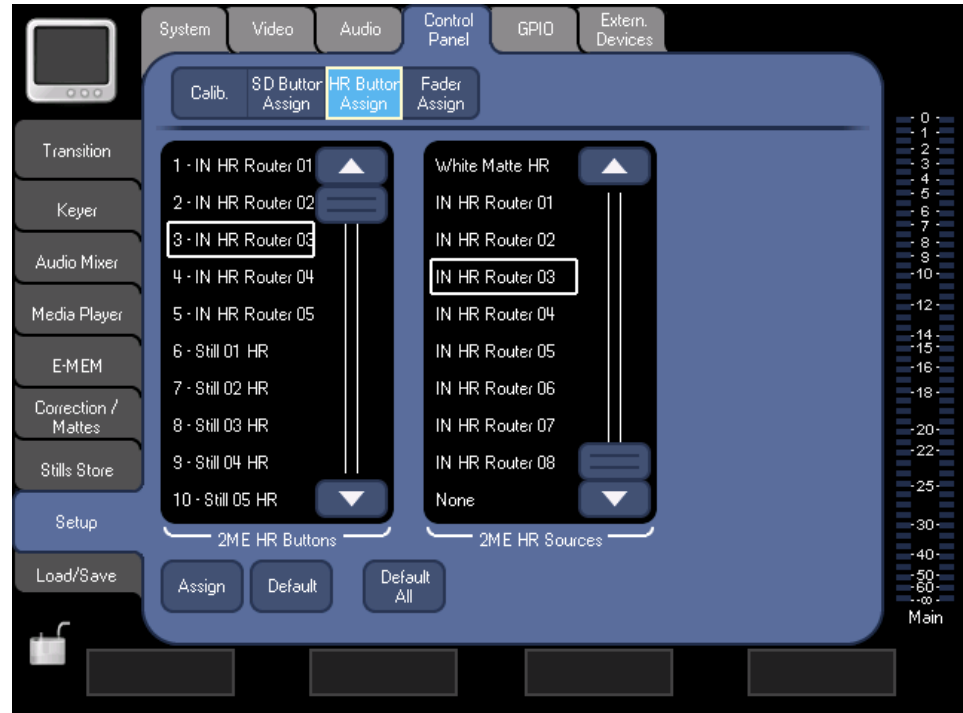 System
Video
Audio
Control
Panel
GPIO
Extern.
Devices
Calib.
SD Button
Assign
HR Button
Assign
Fader
Assign
Transition
Keyer
Audio Mixer
Media Player
E-MEM
Correction /
Mattes
Stills Store
Setup
Load/Save
1 - IN HR Router 01
2 - IN HR Router 02
3 - IN HR Router 03
4 - IN HR Router 04
5 - IN HR Router 05
6 - Still 01 HR
7 - Still 02 HR
8 - Still 03 HR
9 - Still 04 HR
10 - Still 05 HR
2ME HR Buttons
White Matte HR
IN HR Router 01
IN HR Router 02
IN HR Router 03
IN HR Router 04
IN HR Router 05
IN HR Router 06
IN HR Router 07
IN HR Router 08
None
2ME HR Sources
Assign
Default
Default
All
- 0 -
- 1 -
- 2 -
- 3 -
- 4 -
- 5 -
- 6 -
- 7 -
- 8 -
- 9 -
-10 -
-12 -
-14 -
-15 -
-16 -
-18 -
-20-
-22-
-25-
-30-
-40-
-50-
-60-
--∞ -
Main